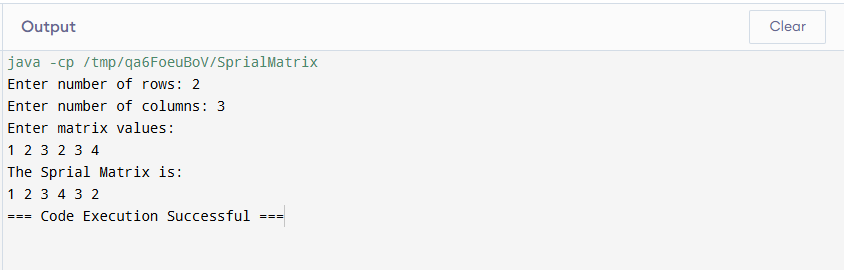 Output
Clear
java -cp /tmp/qa6FoeuBoV/SprialMatrix
Enter number of rows: 2
Enter number of columns: 3
Enter matrix values:
1 2 3 2 3 4
The Sprial Matrix is:
1 2 3 4 3 2
=== Code Execution Successful ===